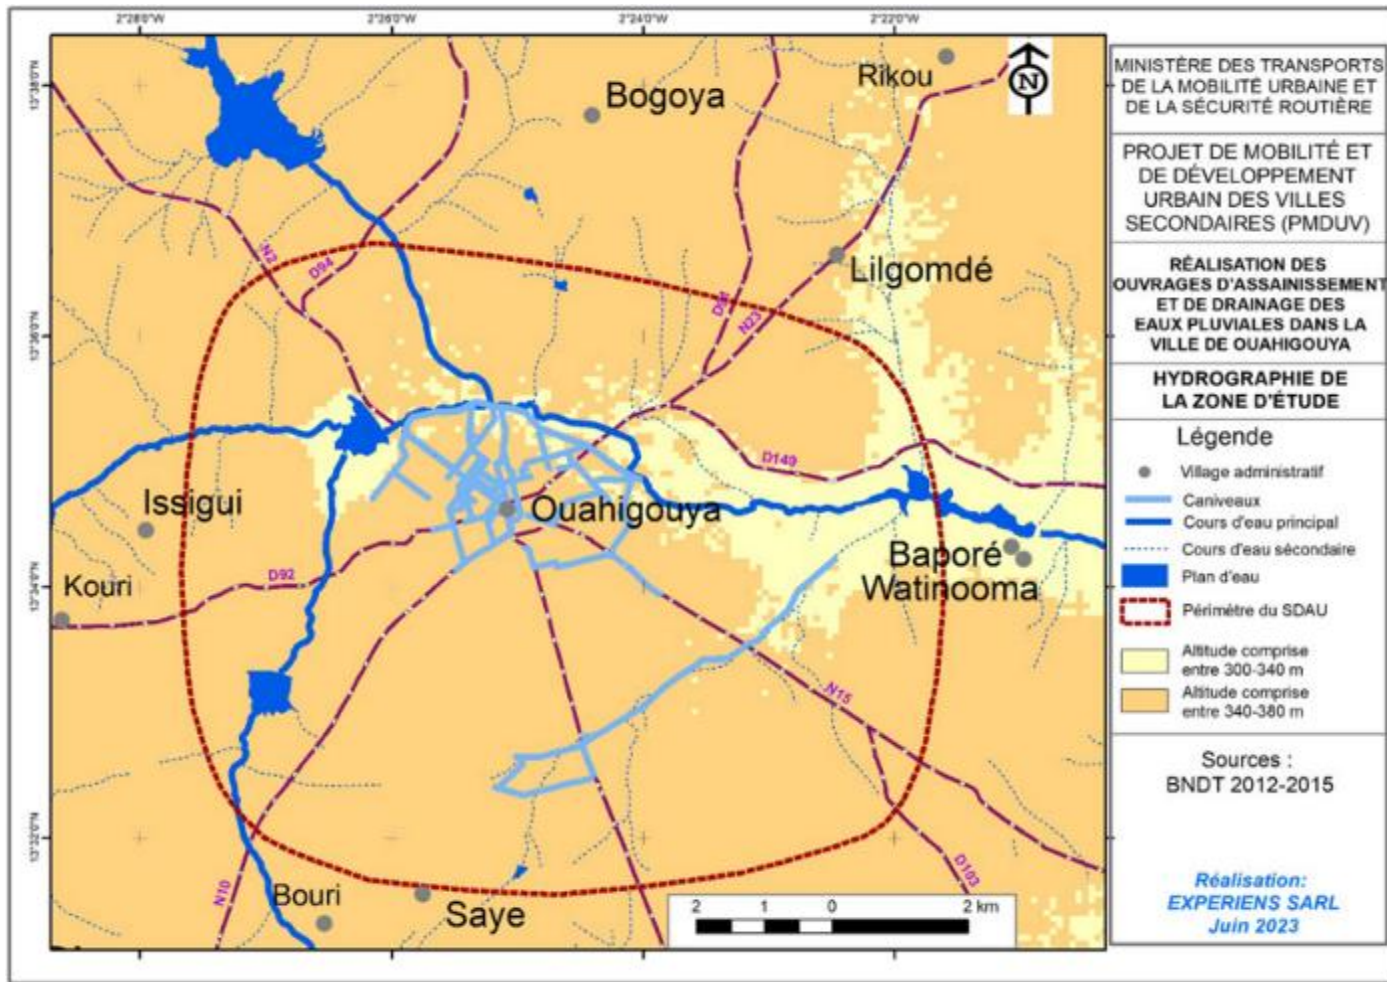 2°28'0"W 2°26'0"W 2°24'0"W 2°22'0"W
13°38'0"N
13°36'0"N
13°34'0"N
13°32'0"N
Rikou
N
Bogoya
Lilgomdé
N2
D94
N23
D149
Issigui
Ouahigouya
Kouri
D92
Baporé
Watinooma
N15
N10
D103
Bouri
Saye
2 1 0 2 km
MINISTÈRE DES TRANSPORTS
DE LA MOBILITÉ URBAINE ET
DE LA SÉCURITÉ ROUTIÈRE
PROJET DE MOBILITÉ ET
DE DÉVELOPPEMENT
URBAIN DES VILLES
SECONDAIRES (PMDUV)
RÉALISATION DES
OUVRAGES D'ASSAINISSEMENT
ET DE DRAINAGE DES
EAUX PLUVIALES DANS LA
VILLE DE OUAHIGOUYA
HYDROGRAPHIE DE
LA ZONE D'ÉTUDE
Légende
Village administratif
Caniveaux
Cours d'eau principal
Cours d'eau sécondaire
Plan d'eau
Périmètre du SDAU
Altitude comprise
entre 300-340 m
Altitude comprise
entre 340-380 m
Sources :
BNDT 2012-2015
Réalisation:
EXPERIENS SARL
Juin 2023